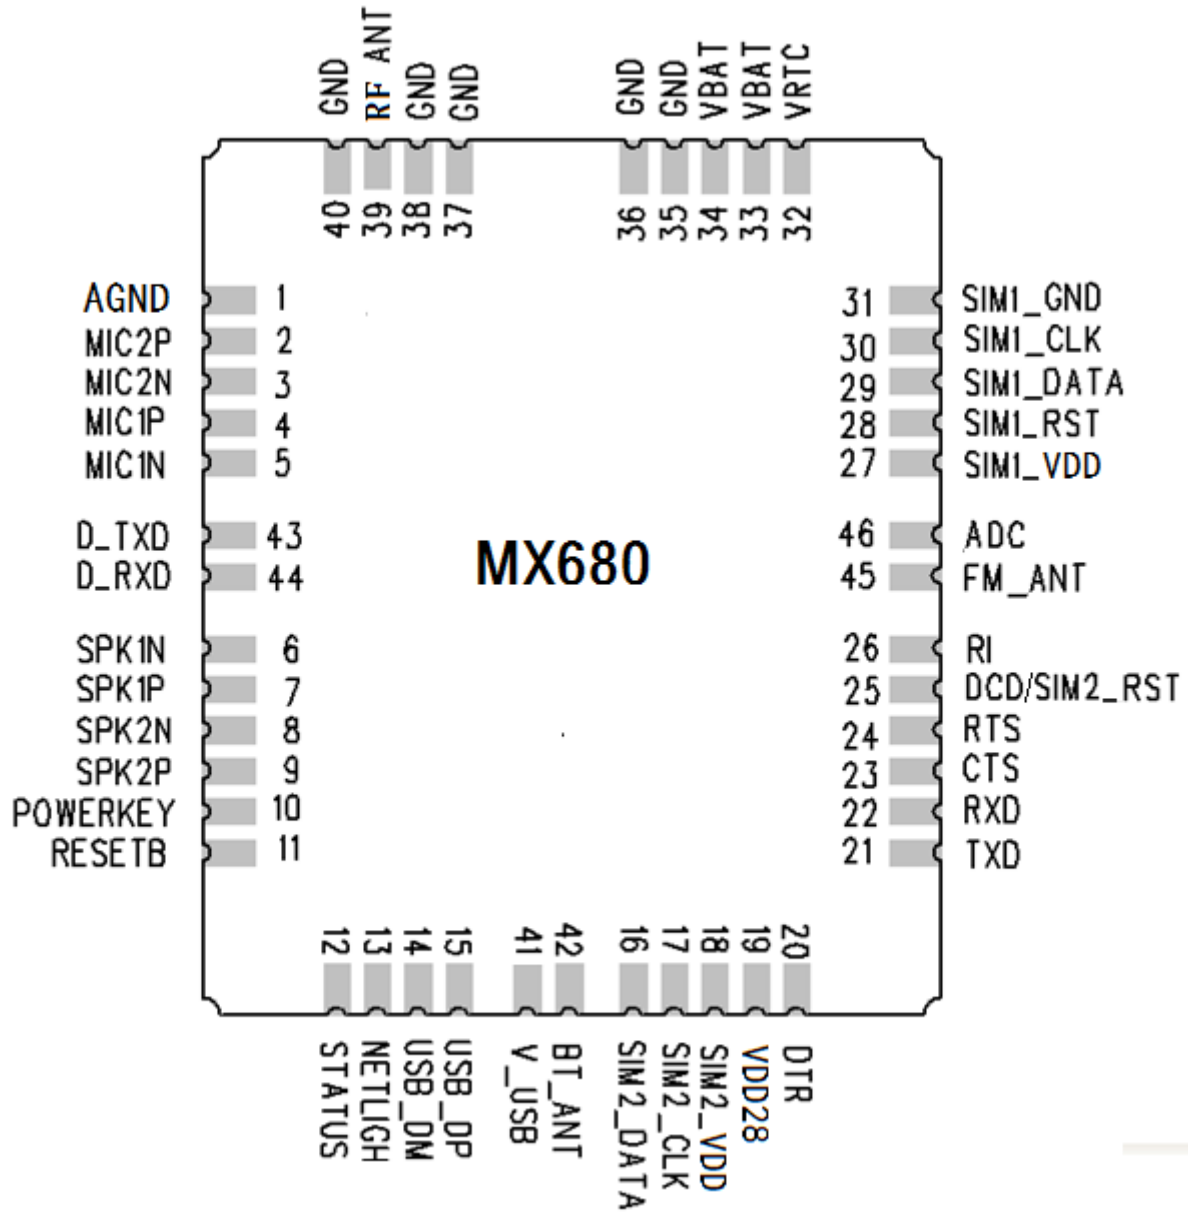 GND
RF ANT
GND
GND
GND
GND
VBAT
VBAT
VRTC
40
39
38
37
36
35
34
33
32
AGND 1
MIC2P 2
MIC2N 3
MIC1P 4
MIC1N 5
D_TXD 43
D_RXD 44
SPK1N 6
SPK1P 7
SPK2N 8
SPK2P 9
POWERKEY 10
RESETB 11
MX680
31 SIM1_GND
30 SIM1_CLK
29 SIM1_DATA
28 SIM1_RST
27 SIM1_VDD
46 ADC
45 FM_ANT
26 RI
25 DCD/SIM2_RST
24 RTS
23 CTS
22 RXD
21 TXD
12
13
14
15
41
42
16
17
18
19
20
STATUS
NETLIGH
USB_DM
USB_DP
V_USB
BT_ANT
SIM2_DATA
SIM2_CLK
SIM2_VDD
VDD28
DTR